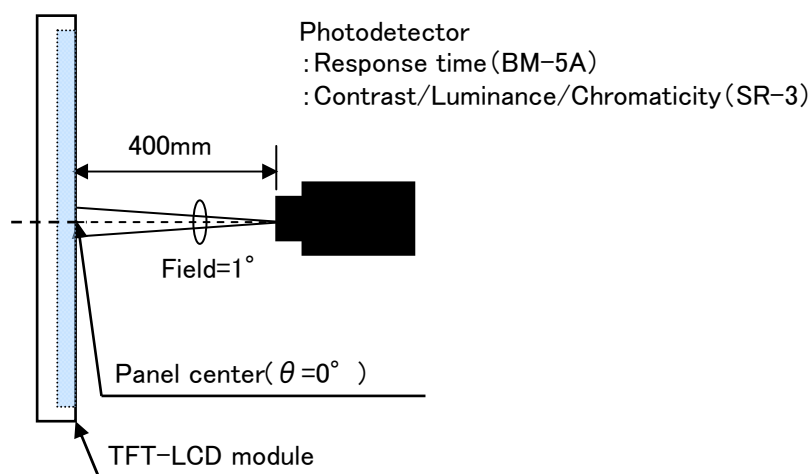 Photodetector
:Response time(BM-5A)
:Contrast/Luminance/Chromaticity(SR-3)
400mm
Field=1°
Panel center(θ=0° )
TFT-LCD module